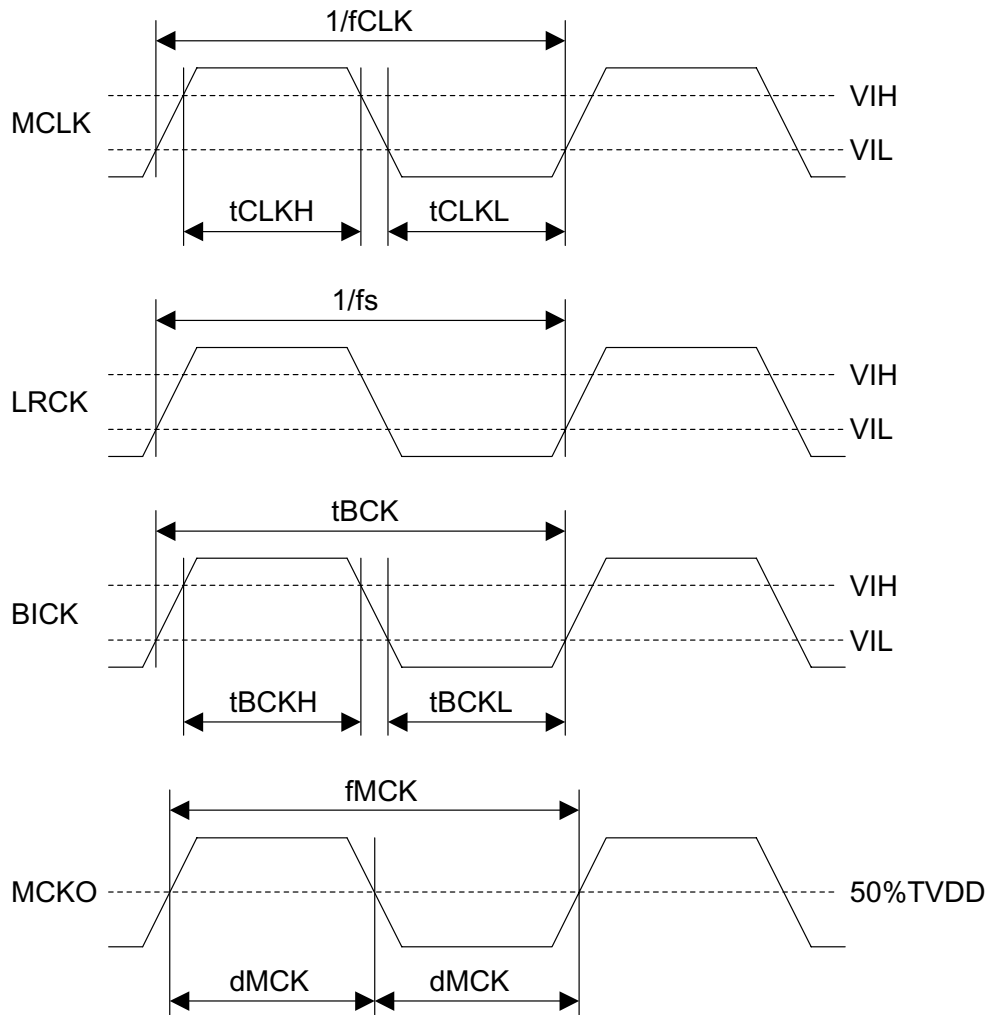 1/fCLK
VIH
MCLK
VIL
tCLKH tCLKL
1/fs
VIH
LRCK
VIL
tBCK
VIH
BICK
VIL
tBCKH tBCKL
fMCK
MCKO 50%TVDD
dMCK dMCK